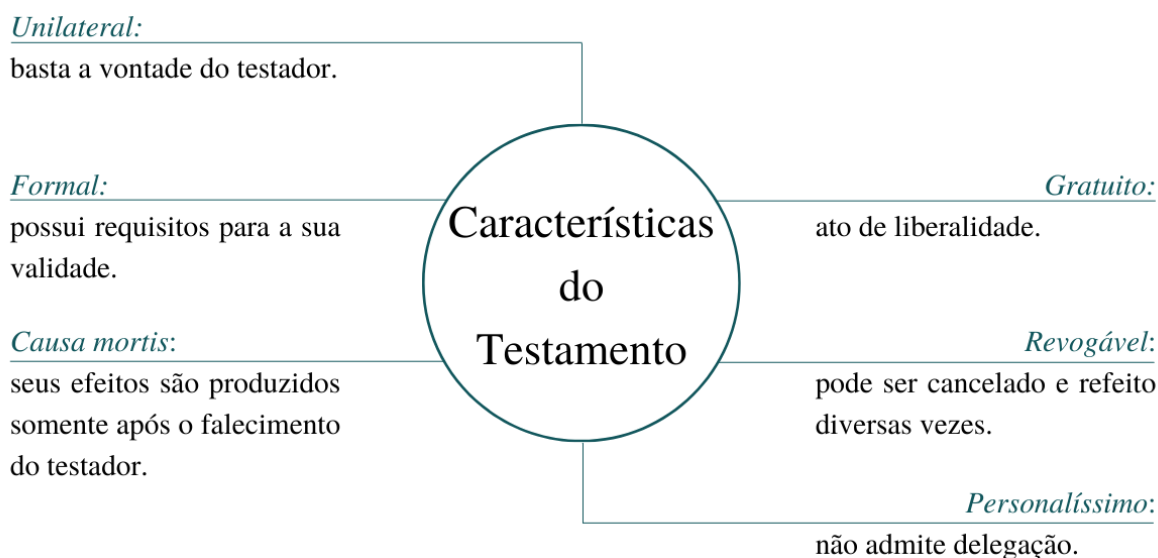 Unilateral:
basta a vontade do testador.
Formal:
possui requisitos para a sua
validade.
Causa mortis:
seus efeitos são produzidos
somente após o falecimento
do testador.
Características
do
Testamento
Gratuito:
ato de liberalidade.
Revogável:
pode ser cancelado e refeito
diversas vezes.
Personalíssimo:
não admite delegação.